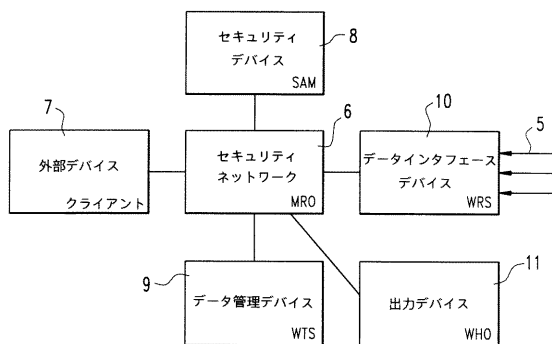 8
セキュリティ
デバイス
SAM
7
外部デバイス
クライアント
6
セキュリティ
ネットワーク
MRO
10
データインタフェース
デバイス
WRS
5
9
データ管理デバイス
WTS
11
出力デバイス
WHO